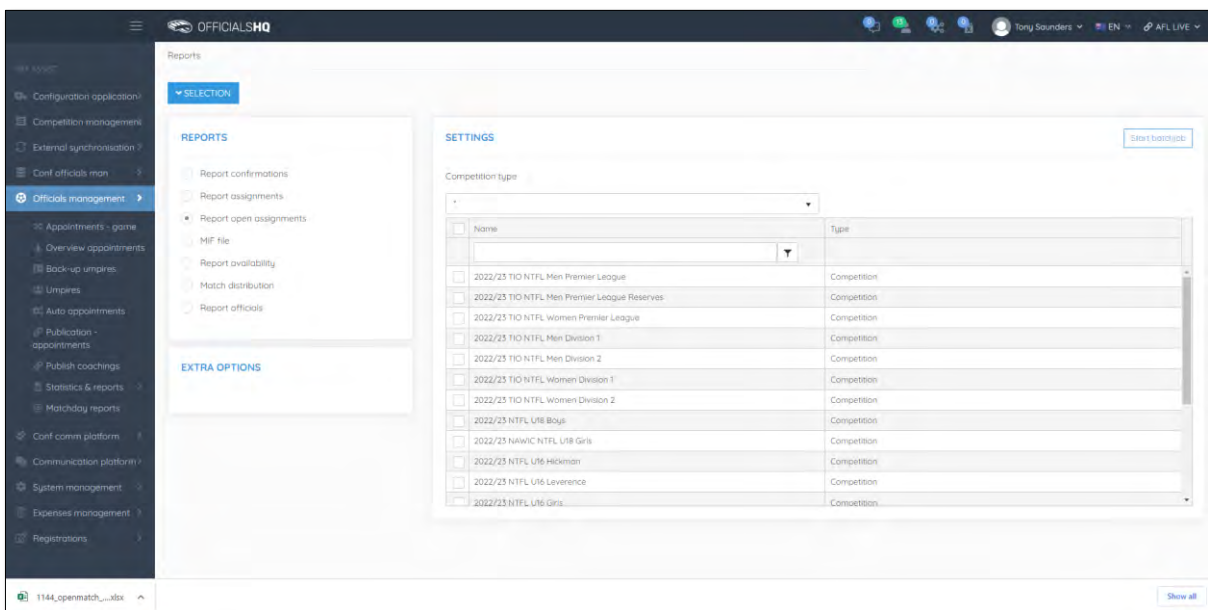 OFFICIALSHQ
Tony Saunders
EN
AFL LIVE
Reports
SELECTION
Configuration application
Competition management
External synchronisation
Conf officials man
Officials management
Appointments - game
Overview appointments
Back-up umpires
Umpires
Auto appointments
Publication -
appointments
Publish coachings
Statistics & reports
Matchday reports
Conf comm platform
Communication platform
System management
Expenses management
Registrations
REPORTS
Report confirmations
Report assignments
Report open assignments
MIF file
Report availability
Match distribution
Report officials
EXTRA OPTIONS
SETTINGS
Start batchjob
Competition type
*
Name Type
2022/23 TIO NTFL Men Premier League Competition
2022/23 TIO NTFL Men Premier League Reserves Competition
2022/23 TIO NTFL Women Premier League Competition
2022/23 TIO NTFL Men Division 1 Competition
2022/23 TIO NTFL Men Division 2 Competition
2022/23 TIO NTFL Women Division 1 Competition
2022/23 TIO NTFL Women Division 2 Competition
2022/23 NTFL U18 Boys Competition
2022/23 NAWIC NTFL U18 Girls Competition
2022/23 NTFL U16 Hickman Competition
2022/23 NTFL U16 Leverence Competition
2022/23 NTFL U16 Girls Competition
1144_openmatch_....xlsx
Show all